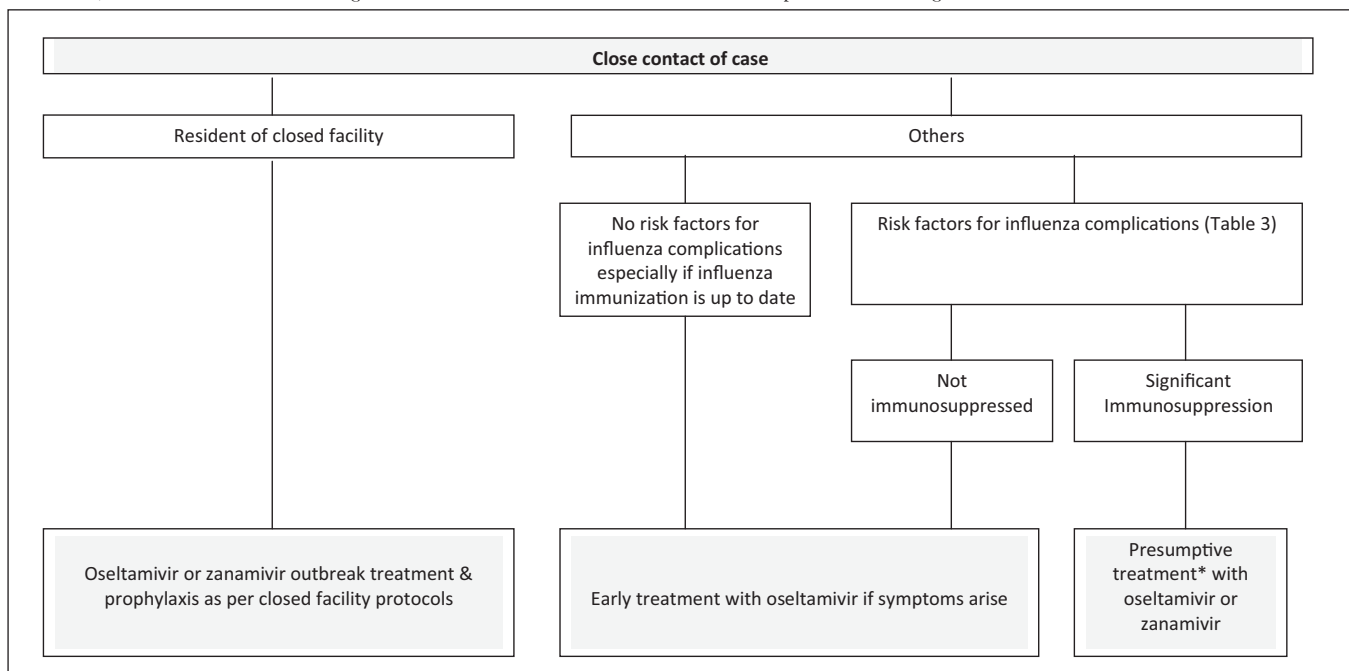 Close contact of case
Resident of closed facility
Others
No risk factors for
influenza complications
especially if influenza
immunization is up to date
Risk factors for influenza complications (Table 3)
Not
immunosuppressed
Significant
Immunosuppression
Oseltamivir or zanamivir outbreak treatment &
prophylaxis as per closed facility protocols
Early treatment with oseltamivir if symptoms arise
Presumptive
treatment* with
oseltamivir or
zanamivir